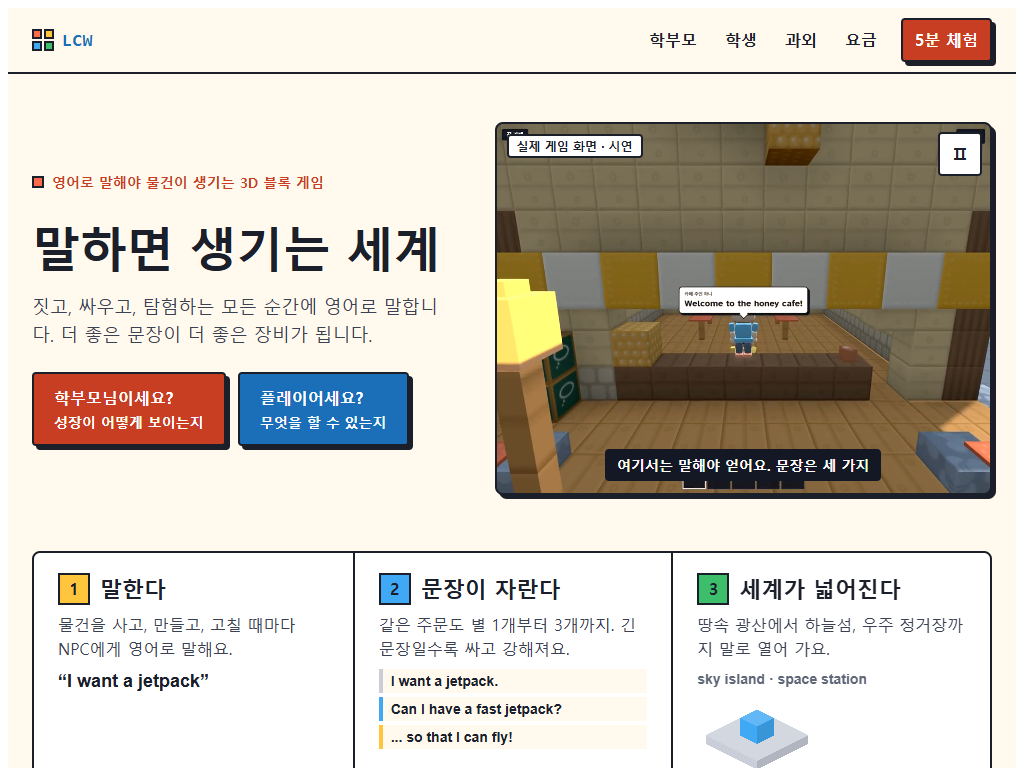 LCW
학부모
학생
과외
요금
5분 체험
영어로 말해야 물건이 생기는 3D 블록 게임
말하면 생기는 세계
짓고, 싸우고, 탐험하는 모든 순간에 영어로 말합니
다. 더 좋은 문장이 더 좋은 장비가 됩니다.
학부모님이세요?
성장이 어떻게 보이는지
플레이어세요?
무엇을 할 수 있는지
실제 게임 화면 · 시연
Welcome to the honey cafe!
여기서는 말해야 얻어요. 문장은 세 가지
1 말한다
물건을 사고, 만들고, 고칠 때마다
NPC에게 영어로 말해요.
“I want a jetpack”
2 문장이 자란다
같은 주문도 별 1개부터 3개까지. 긴
문장일수록 싸고 강해져요.
I want a jetpack.
Can I have a fast jetpack?
... so that I can fly!
3 세계가 넓어진다
땅속 광산에서 하늘섬, 우주 정거장까
지 말로 열어 가요.
sky island · space station